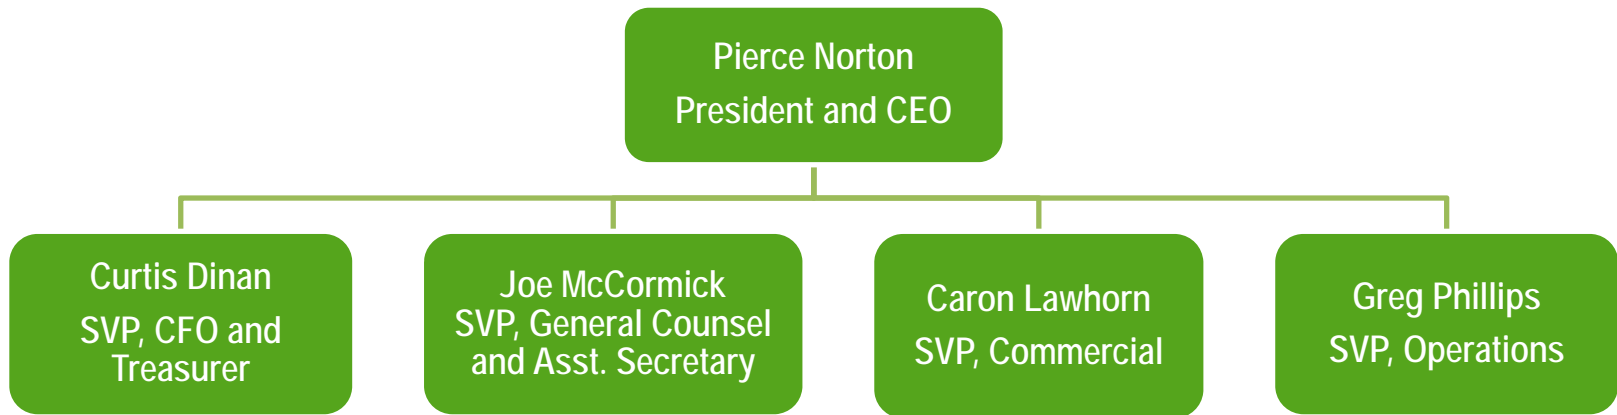 Pierce Norton
President and CEO
Curtis Dinan
SVP, CFO and
Treasurer
Joe McCormick
SVP, General Counsel
and Asst. Secretary
Caron Lawhorn
SVP, Commercial
Greg Phillips
SVP, Operations